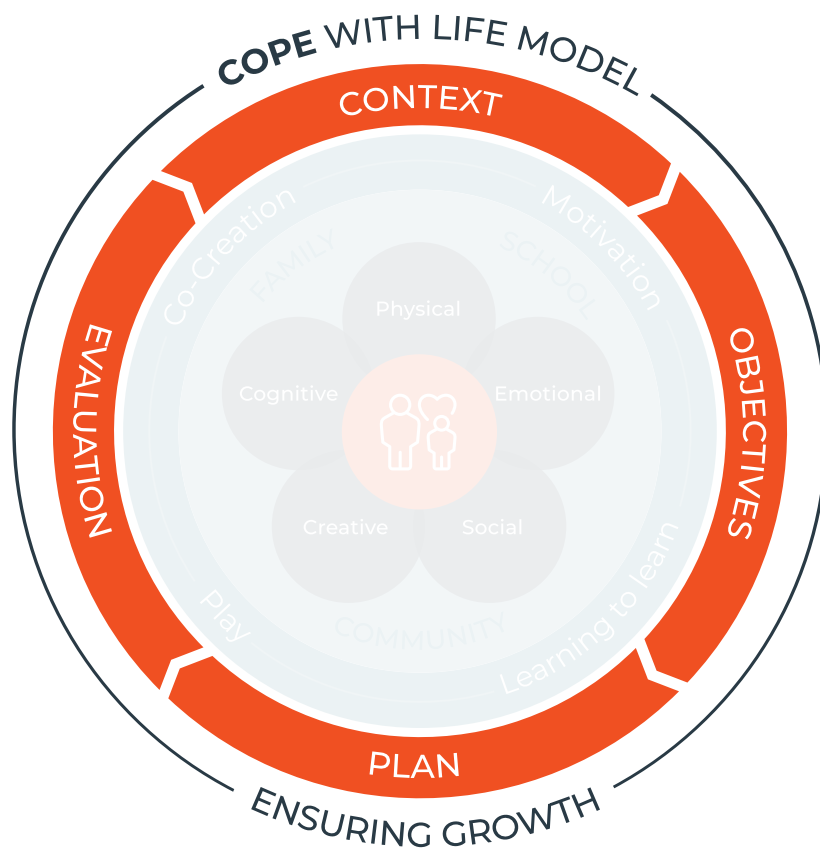 COPE WITH LIFE MODEL
CONTEXT
OBJECTIVES
PLAN
EVALUATION
Co-Creation
Motivation
Learning to learn
Play
FAMILY
SCHOOL
COMMUNITY
Physical
Cognitive
Emotional
Creative
Social
ENSURING GROWTH